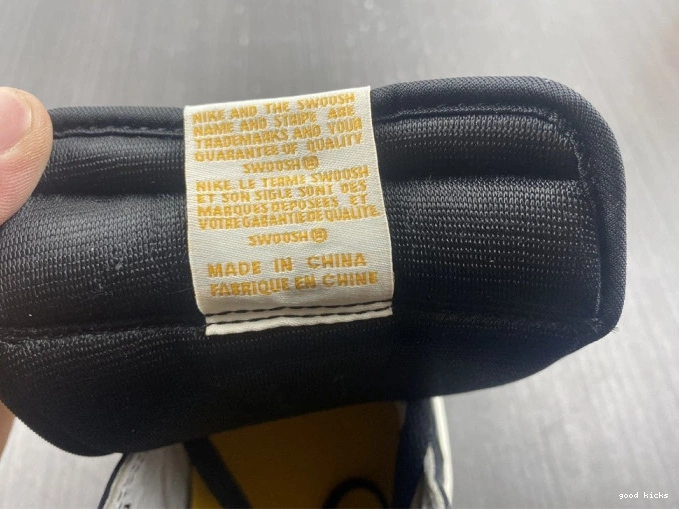 NIKE AND THE SWOOSH
NAME AND STRIPE ARE
TRADEMARKS AND YOUR
GUARANTEE OF QUALITY
SWOOSH®
NIKE LE TERME SWOOSH
ET SON SIGLE SONT DES
MARQUES DEPOSEES, ET
VOTRE GARANTIE DE QUALITE.
SWOOSH®
MADE IN CHINA
FABRIQUE EN CHINE
good kicks